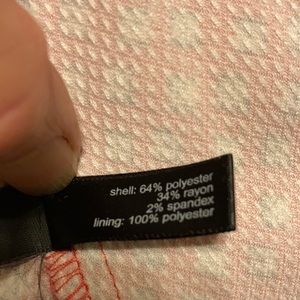 shell: 64% polyester
34% rayon
2% spandex
lining: 100% polyester